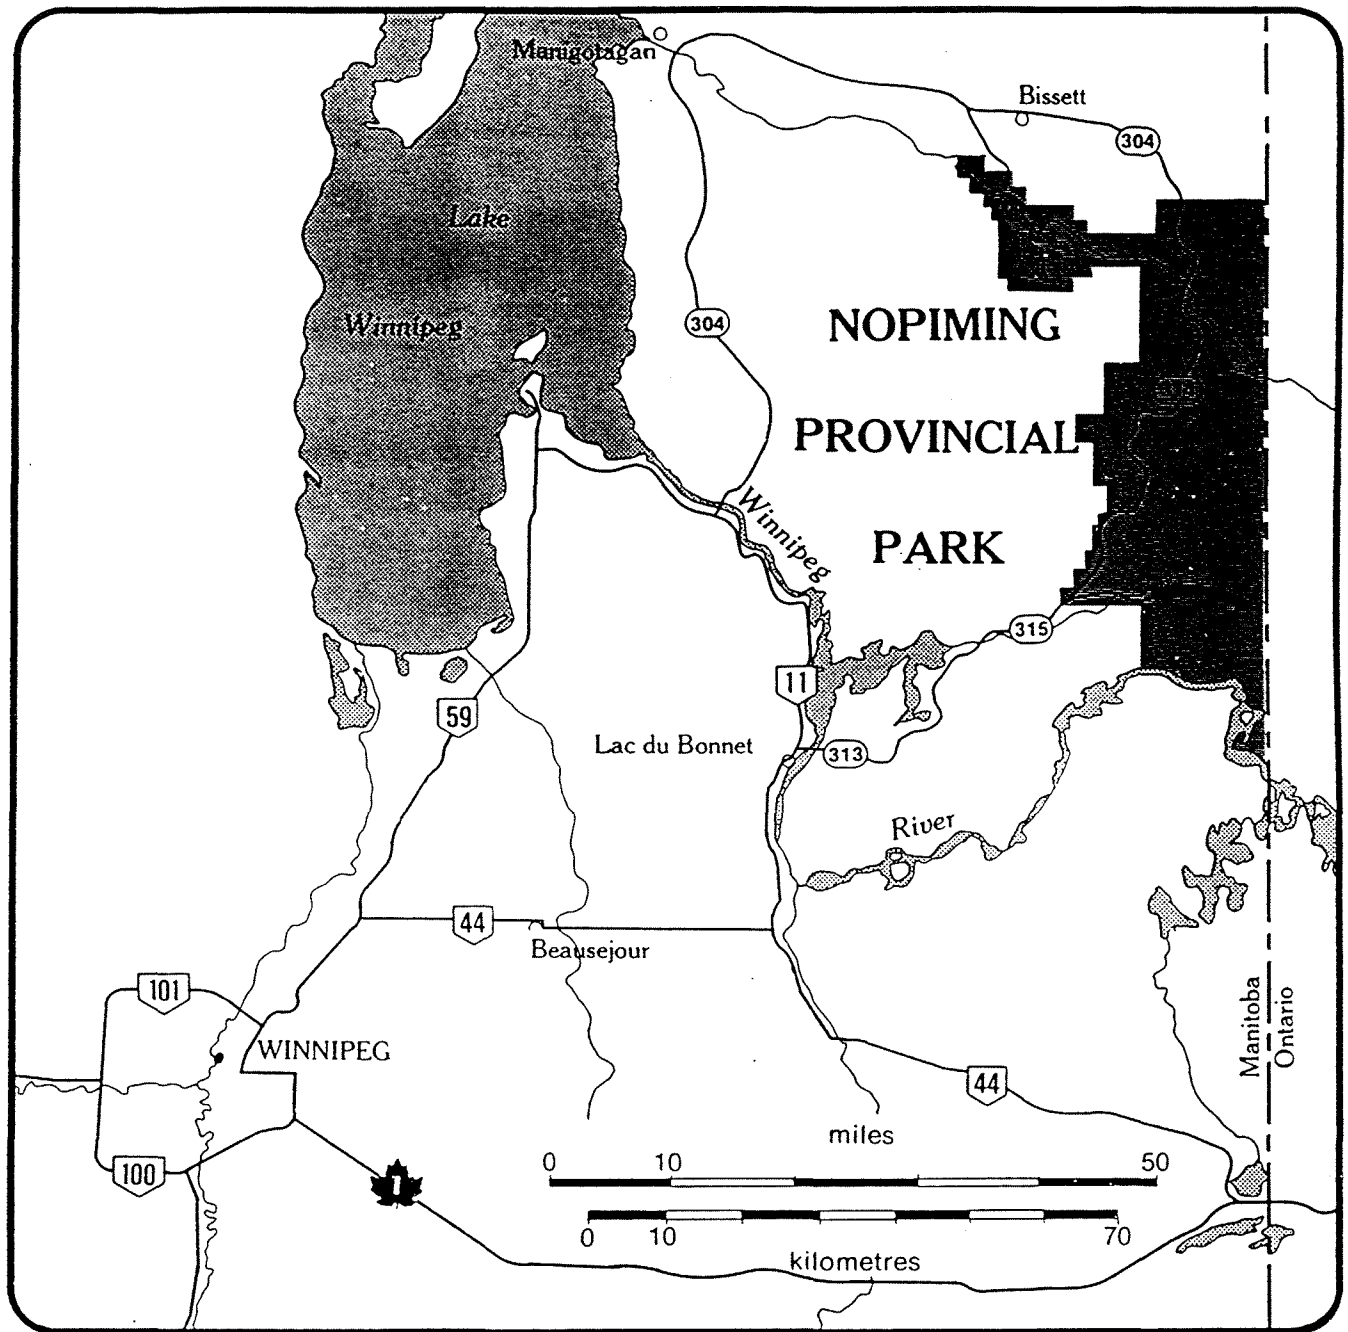 Manigotagan
Bissett
304
Lake
Winnipeg
304
NOPIMING
PROVINCIAL
PARK
Winnipeg
315
11
59
Lac du Bonnet
313
River
44
Beausejour
101
WINNIPEG
Manitoba
Ontario
44
miles
0 10 50
100
1
0 10 70
kilometres